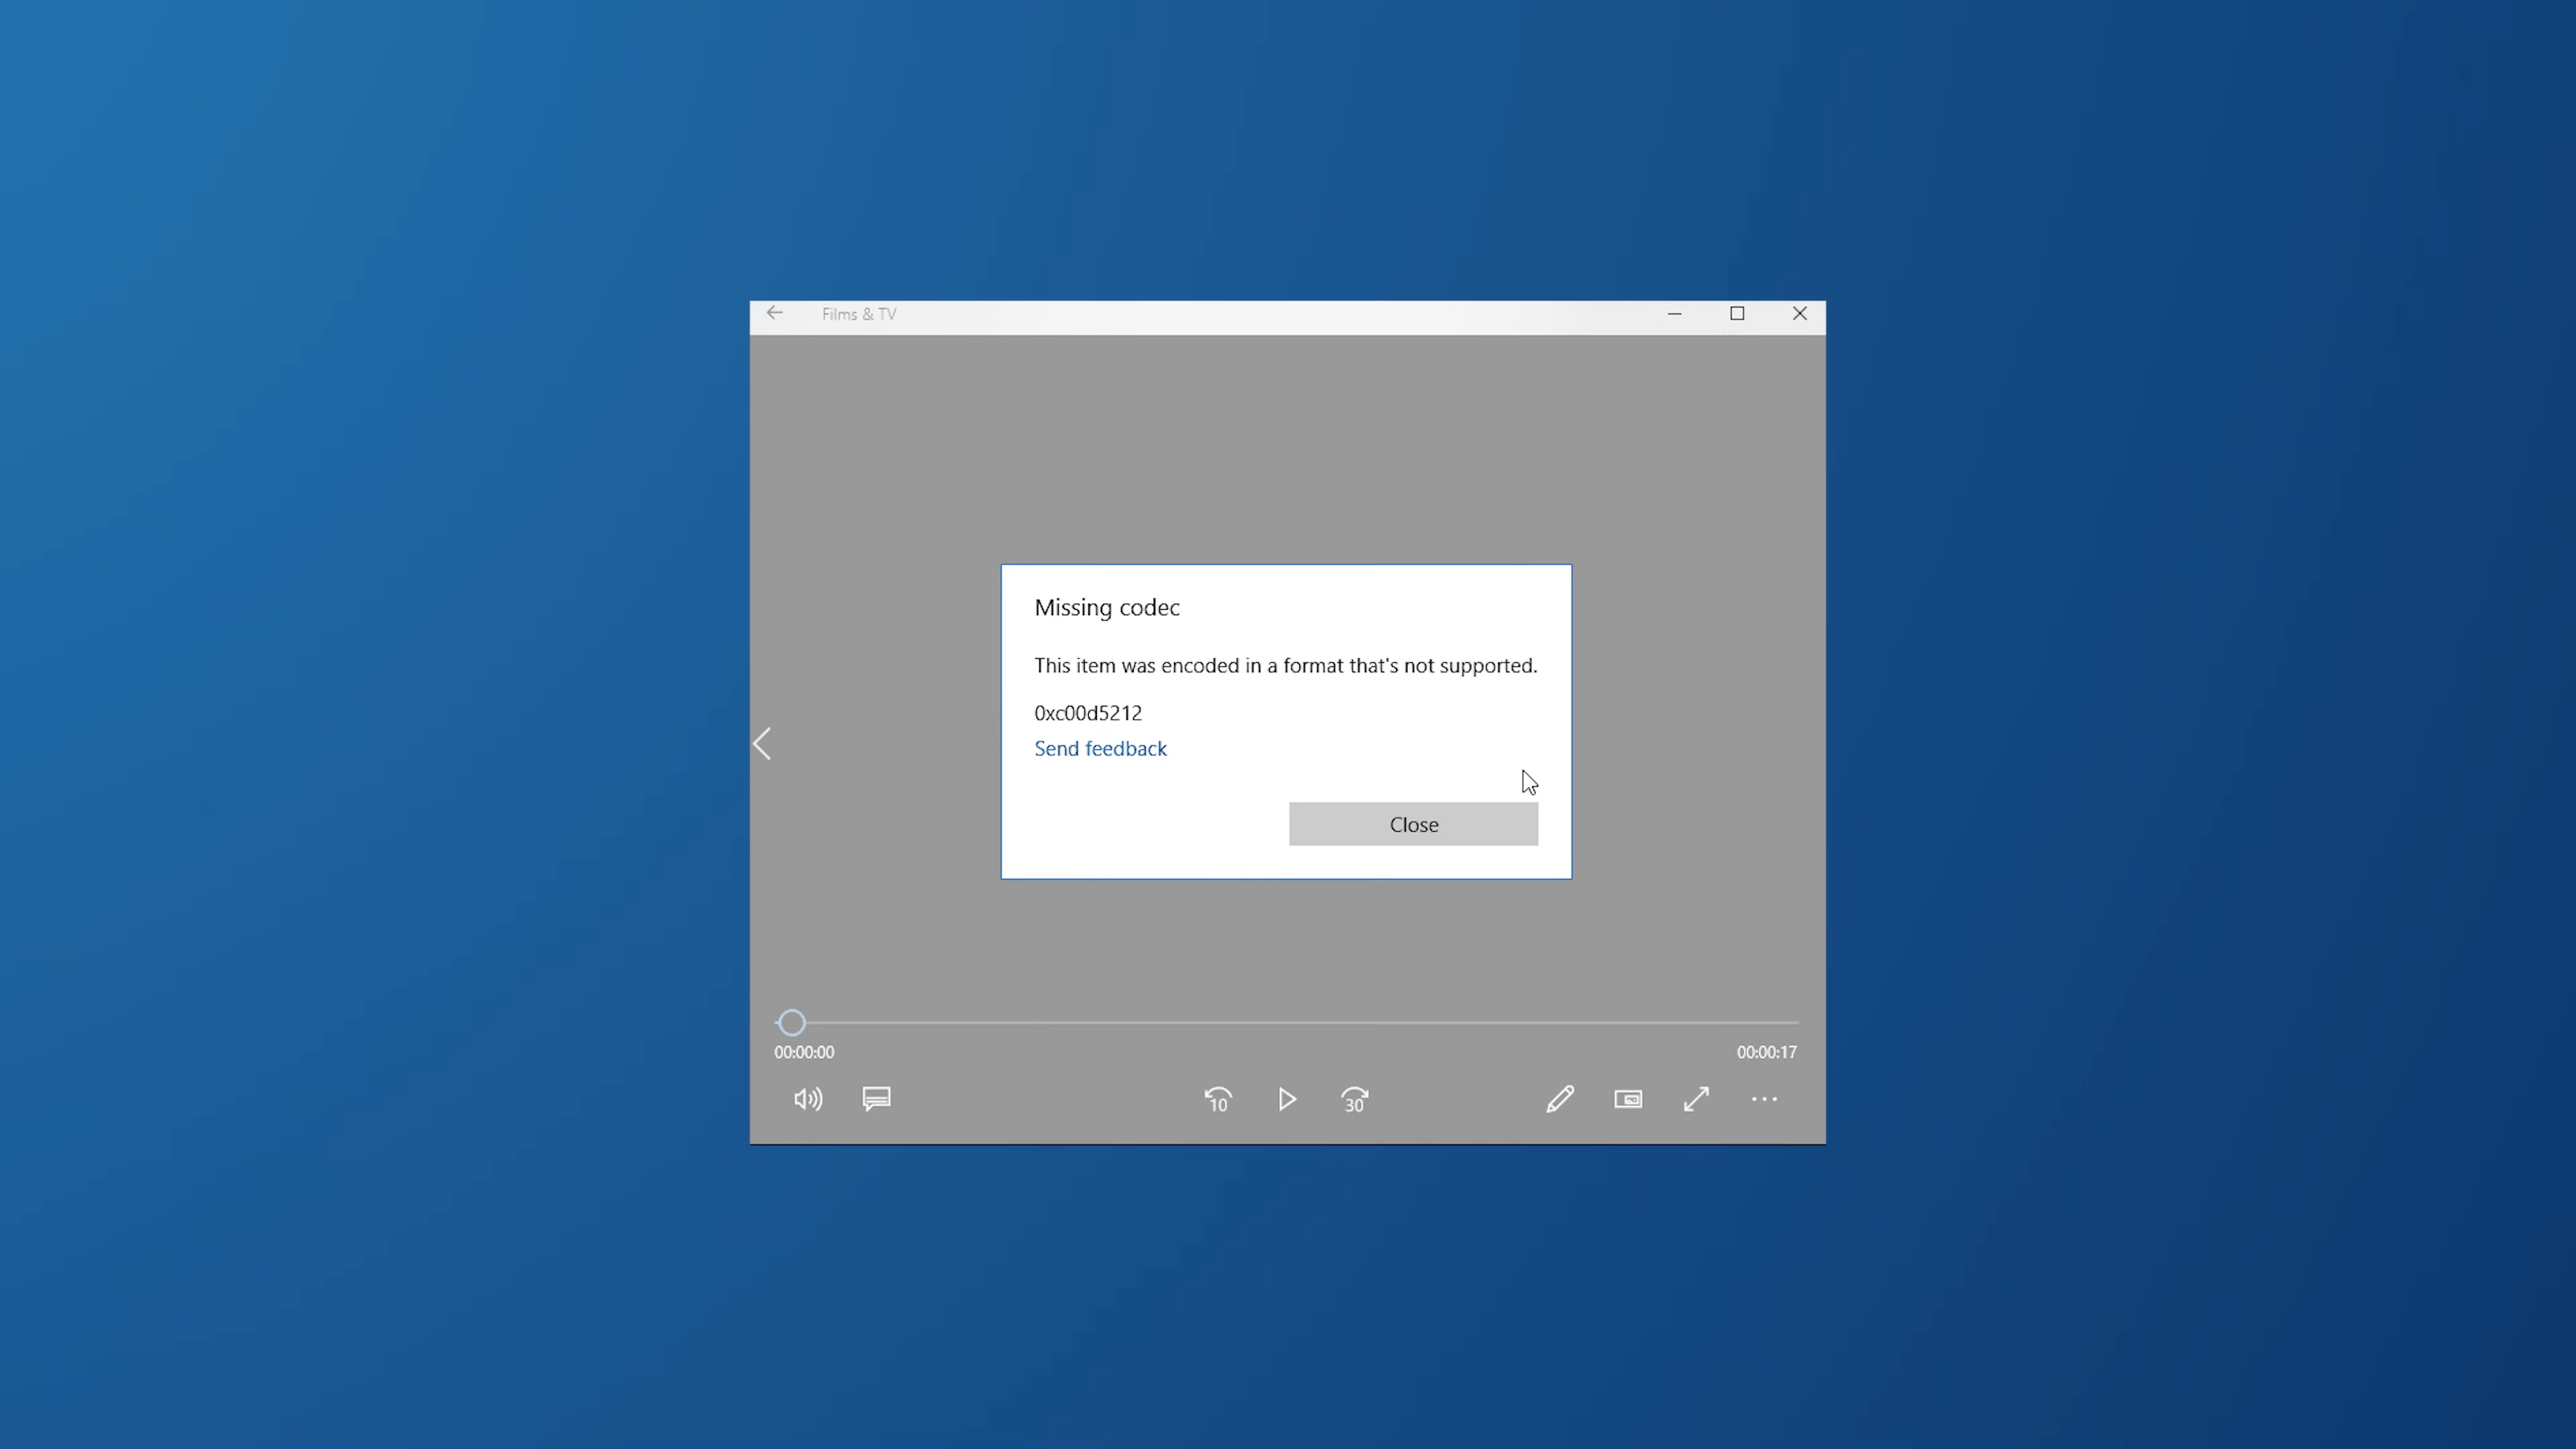 Films & TV
Missing codec
This item was encoded in a format that's not supported.
0xc00d5212
Send feedback
Close
00:00:00
00:00:17
10
30